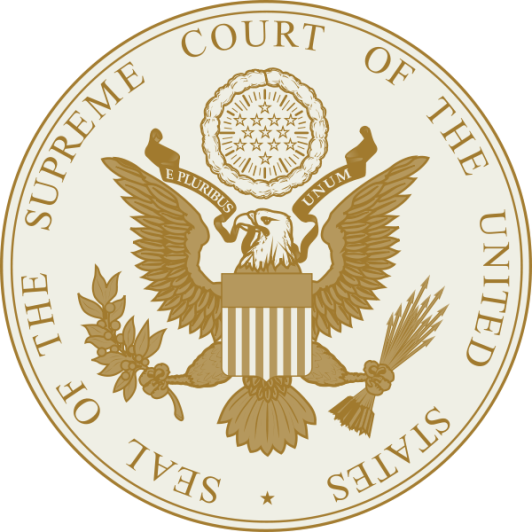 SEAL OF THE SUPREME COURT OF THE UNITED STATES
E PLURIBUS
UNUM